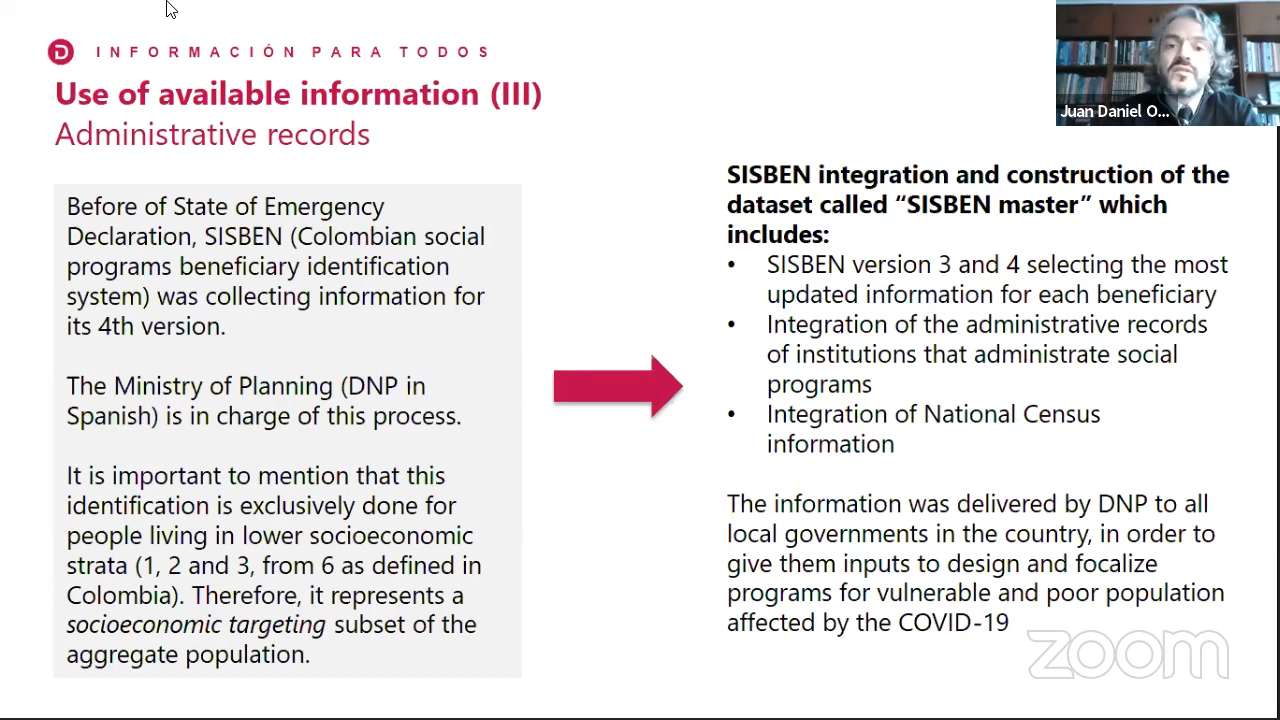 INFORMACIÓN PARA TODOS
Use of available information (III)
Administrative records
Before of State of Emergency
Declaration, SISBEN (Colombian social
programs beneficiary identification
system) was collecting information for
its 4th version.
The Ministry of Planning (DNP in
Spanish) is in charge of this process.
It is important to mention that this
identification is exclusively done for
people living in lower socioeconomic
strata (1, 2 and 3, from 6 as defined in
Colombia). Therefore, it represents a
socioeconomic targeting subset of the
aggregate population.
SISBEN integration and construction of the
dataset called “SISBEN master” which
includes:
• SISBEN version 3 and 4 selecting the most
updated information for each beneficiary
• Integration of the administrative records
of institutions that administrate social
programs
• Integration of National Census
information
The information was delivered by DNP to all
local governments in the country, in order to
give them inputs to design and focalize
programs for vulnerable and poor population
affected by the COVID-19
Juan Daniel O...
zoom